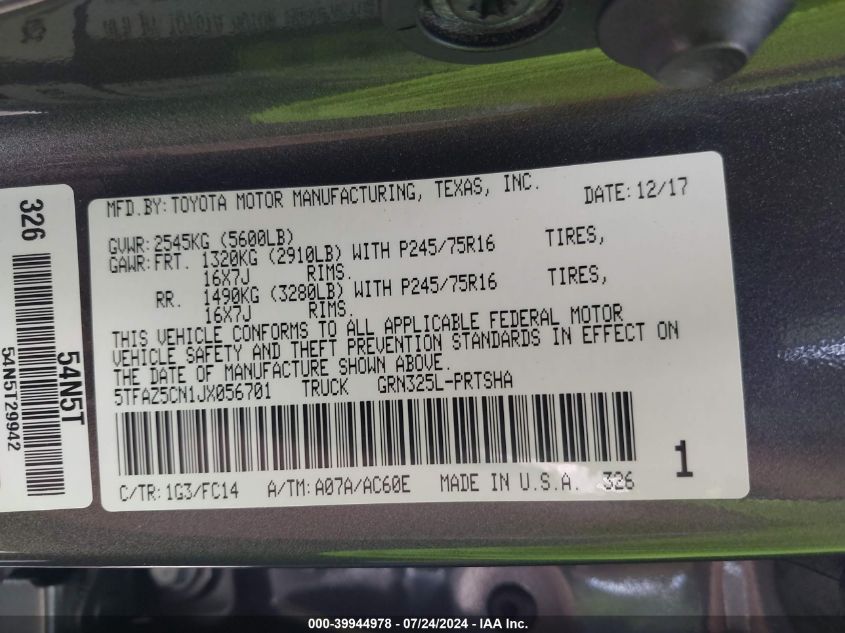 MFD.BY: TOYOTA MOTOR MANUFACTURING, TEXAS, INC. DATE: 12/17
GVWR: 2545KG (5600LB)
GAWR: FRT. 1320KG (2910LB) WITH P245/75R16 TIRES,
16X7J RIMS.
RR. 1490KG (3280LB) WITH P245/75R16 TIRES,
16X7J RIMS.
THIS VEHICLE CONFORMS TO ALL APPLICABLE FEDERAL MOTOR
VEHICLE SAFETY AND THEFT PREVENTION STANDARDS IN EFFECT ON
THE DATE OF MANUFACTURE SHOWN ABOVE.
5TFAZ5CN1JX056701 TRUCK GRN325L-PRTSHA
1
C/TR: 1G3/FC14 A/TM: A07A/AC60E MADE IN U.S.A. 326
326
54N5T
54N5T29942
000-39944978 - 07/24/2024 - IAA Inc.